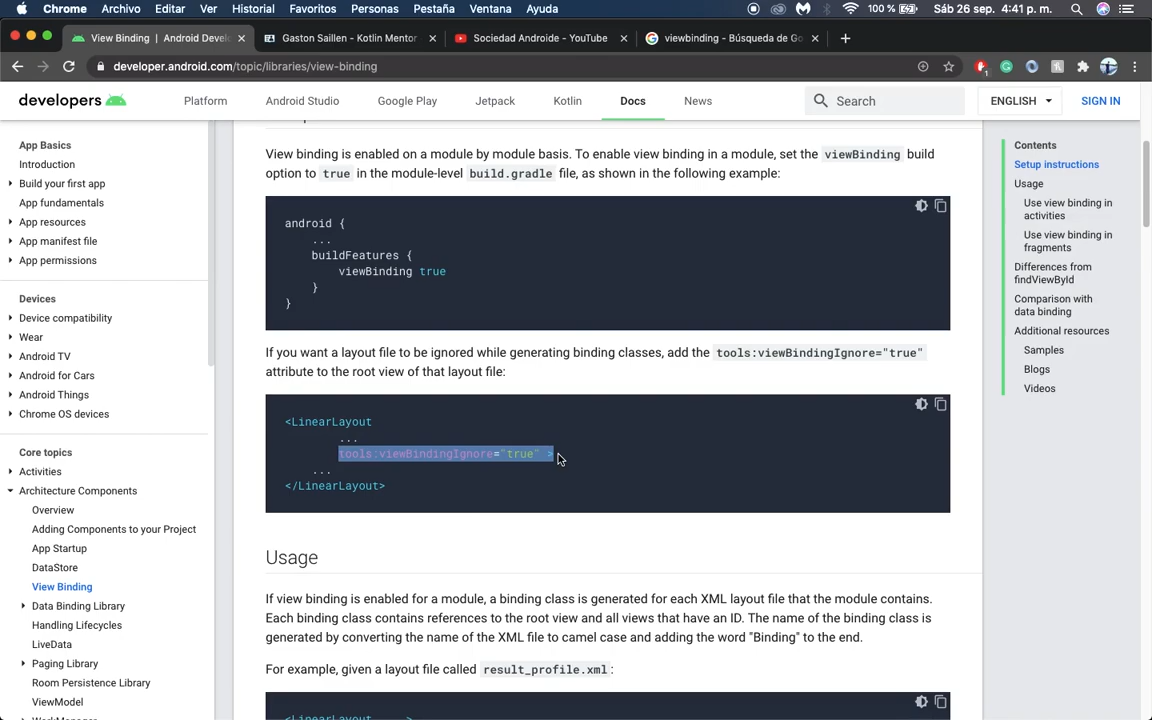 Chrome Archivo Editar Ver Historial Favoritos Personas Pestaña Ventana Ayuda 100 % Sáb 26 sep. 4:41 p. m.
View Binding | Android Devel × Gaston Saillen - Kotlin Mentor × Sociedad Androide - YouTube × viewbinding - Búsqueda de Go × +
developer.android.com/topic/libraries/view-binding
developers Platform Android Studio Google Play Jetpack Kotlin Docs News Search ENGLISH SIGN IN
App Basics
Introduction
Build your first app
App fundamentals
App resources
App manifest file
App permissions
Devices
Device compatibility
Wear
Android TV
Android for Cars
Android Things
Chrome OS devices
Core topics
Activities
Architecture Components
Overview
Adding Components to your Project
App Startup
DataStore
View Binding
Data Binding Library
Handling Lifecycles
LiveData
Paging Library
Room Persistence Library
ViewModel
View binding is enabled on a module by module basis. To enable view binding in a module, set the viewBinding build
option to true in the module-level build.gradle file, as shown in the following example:
android {
...
buildFeatures {
viewBinding true
}
}
If you want a layout file to be ignored while generating binding classes, add the tools:viewBindingIgnore="true"
attribute to the root view of that layout file:
<LinearLayout
...
tools:viewBindingIgnore="true" >
...
</LinearLayout>
Usage
If view binding is enabled for a module, a binding class is generated for each XML layout file that the module contains.
Each binding class contains references to the root view and all views that have an ID. The name of the binding class is
generated by converting the name of the XML file to camel case and adding the word "Binding" to the end.
For example, given a layout file called result_profile.xml:
<LinearLayout ... >
Contents
Setup instructions
Usage
Use view binding in
activities
Use view binding in
fragments
Differences from
findViewById
Comparison with
data binding
Additional resources
Samples
Blogs
Videos